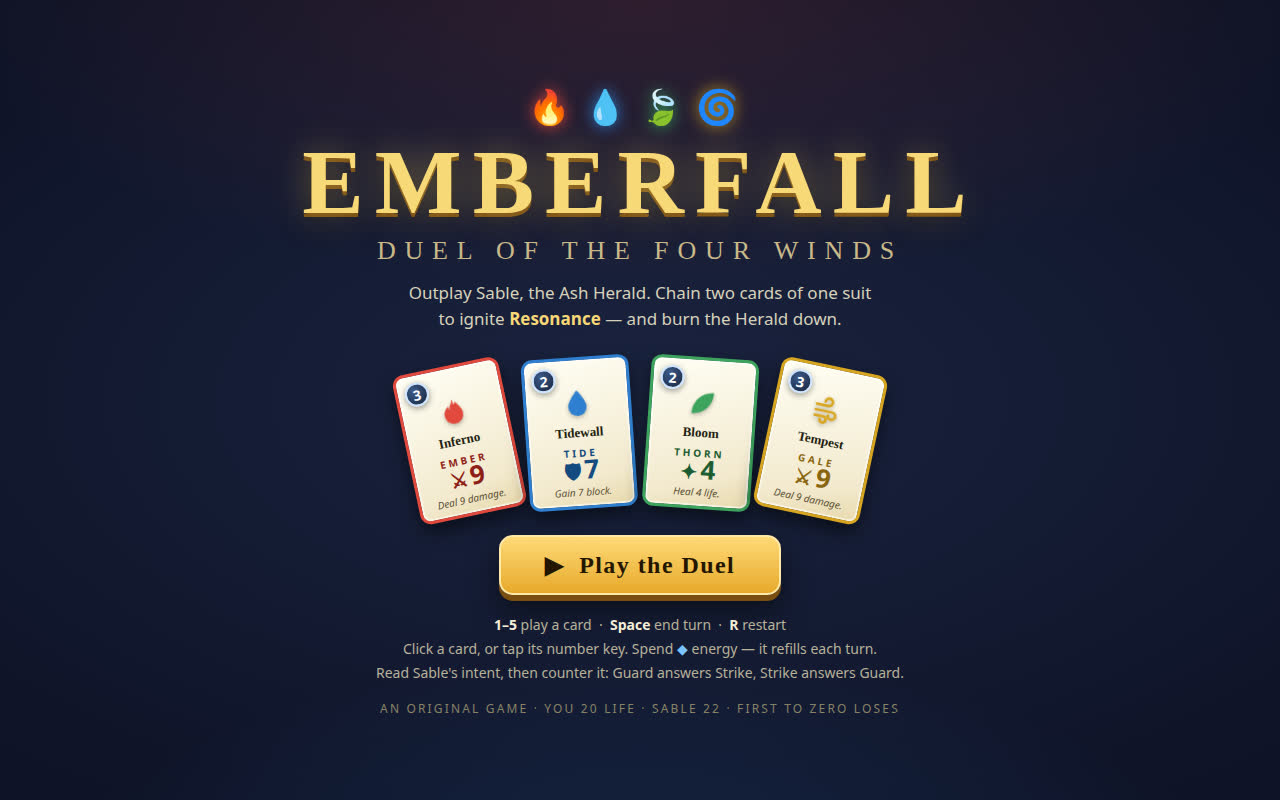 EMBERFALL
DUEL OF THE FOUR WINDS
Outplay Sable, the Ash Herald. Chain two cards of one suit
to ignite Resonance — and burn the Herald down.
3
Inferno
EMBER
⚔9
Deal 9 damage.
2
Tidewall
TIDE
7
Gain 7 block.
2
Bloom
THORN
✦4
Heal 4 life.
3
Tempest
GALE
⚔9
Deal 9 damage.
▶ Play the Duel
1–5 play a card · Space end turn · R restart
Click a card, or tap its number key. Spend ◆ energy — it refills each turn.
Read Sable's intent, then counter it: Guard answers Strike, Strike answers Guard.
AN ORIGINAL GAME · YOU 20 LIFE · SABLE 22 · FIRST TO ZERO LOSES